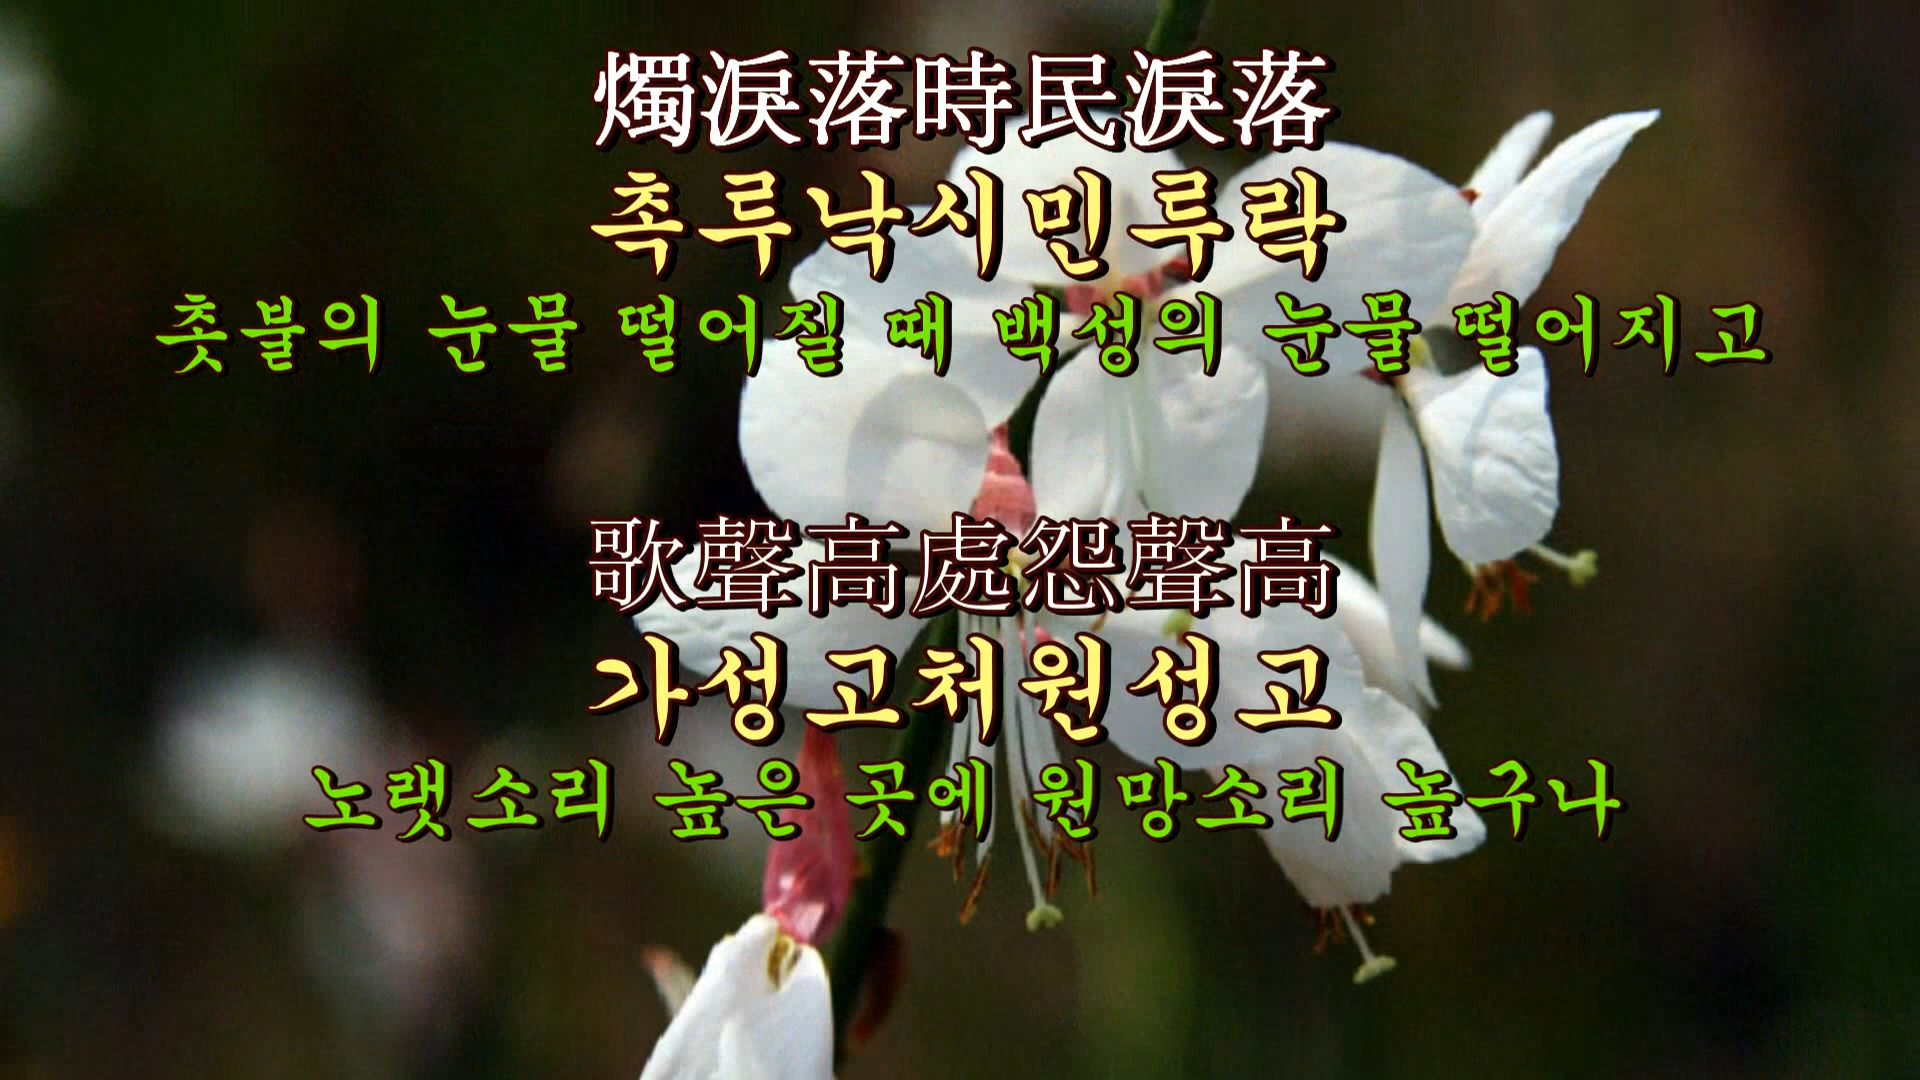 燭淚落時民淚落
촉루낙시민루락
촛불의 눈물 떨어질 때 백성의 눈물 떨어지고
歌聲高處怨聲高
가성고처원성고
노랫소리 높은 곳에 원망소리 높구나